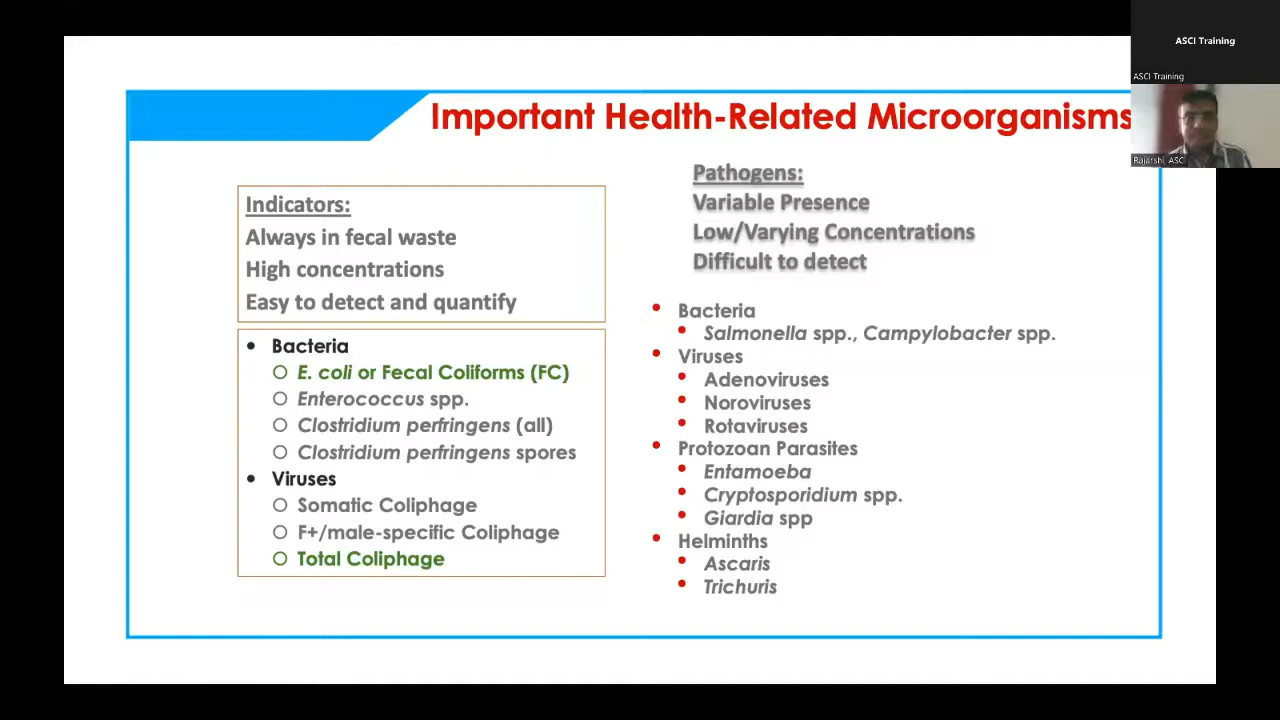 ASCI Training
ASCI Training
Rajarshi, ASCI
Important Health-Related Microorganisms
Indicators:
Always in fecal waste
High concentrations
Easy to detect and quantify
Bacteria
E. coli or Fecal Coliforms (FC)
Enterococcus spp.
Clostridium perfringens (all)
Clostridium perfringens spores
Viruses
Somatic Coliphage
F+/male-specific Coliphage
Total Coliphage
Pathogens:
Variable Presence
Low/Varying Concentrations
Difficult to detect
Bacteria
Salmonella spp., Campylobacter spp.
Viruses
Adenoviruses
Noroviruses
Rotaviruses
Protozoan Parasites
Entamoeba
Cryptosporidium spp.
Giardia spp
Helminths
Ascaris
Trichuris